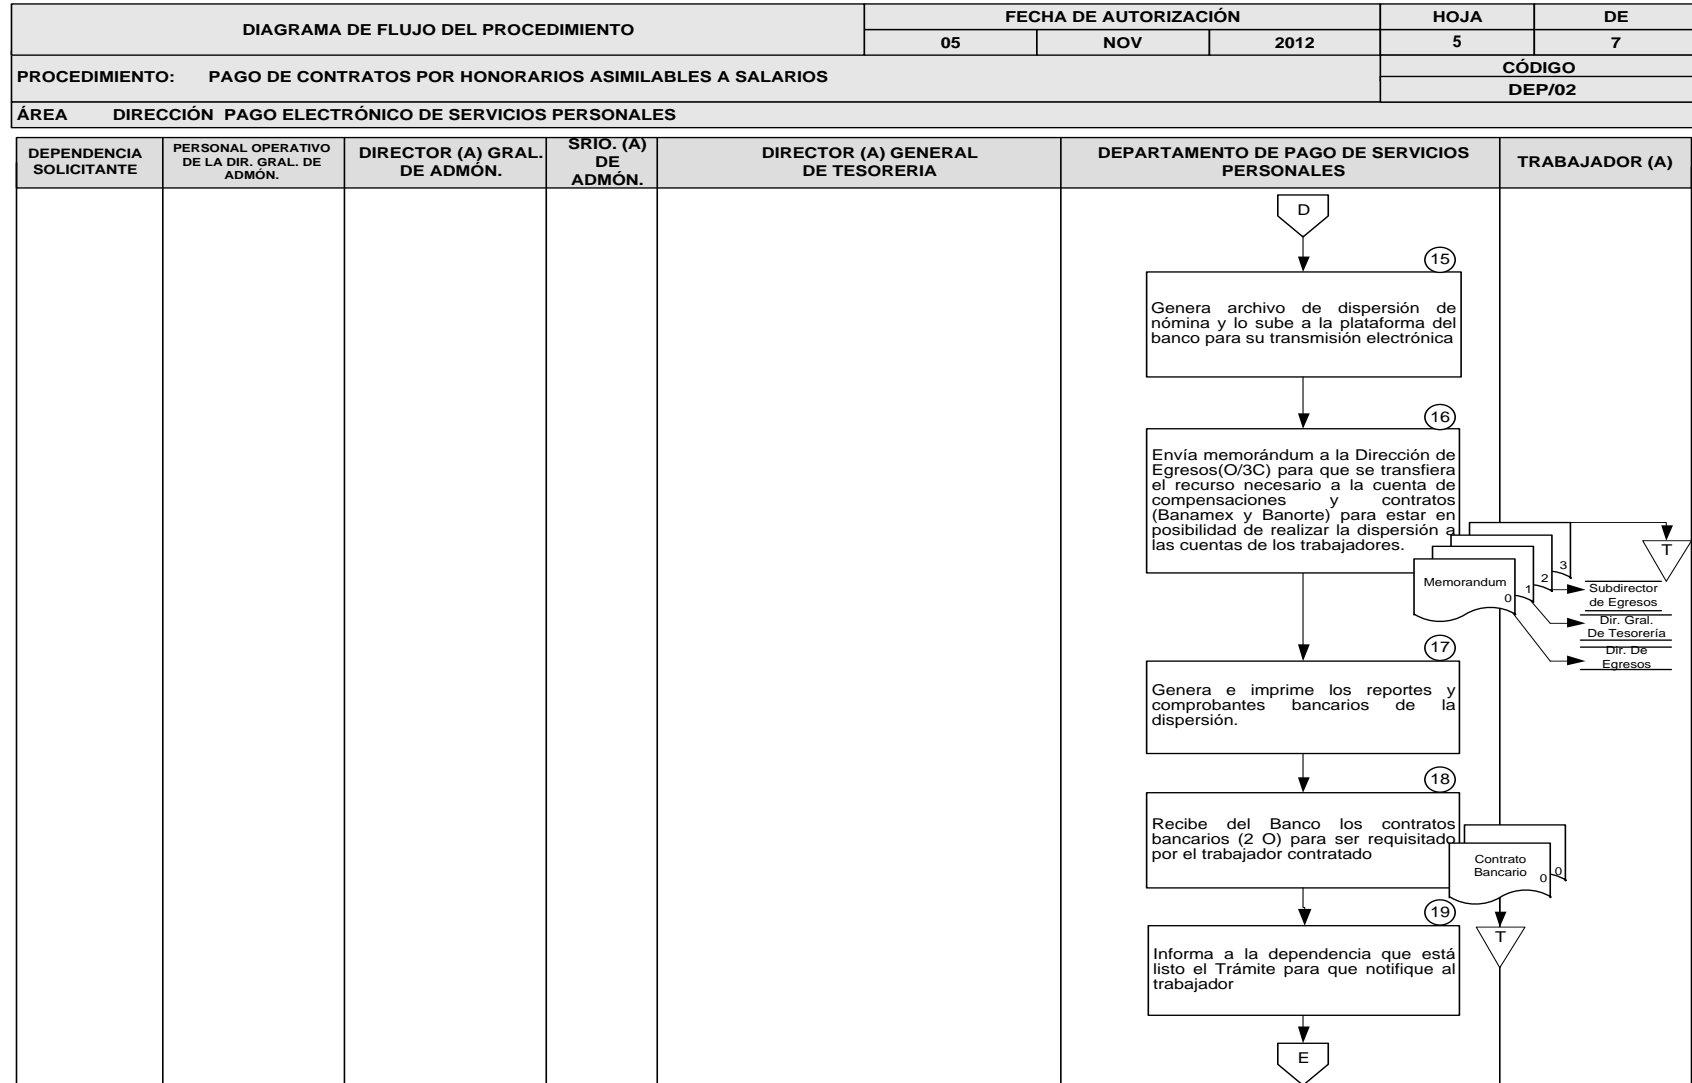 DIAGRAMA DE FLUJO DEL PROCEDIMIENTO
FECHA DE AUTORIZACIÓN
HOJA
DE
05
NOV
2012
5
7
PROCEDIMIENTO: PAGO DE CONTRATOS POR HONORARIOS ASIMILABLES A SALARIOS
CÓDIGO
DEP/02
ÁREA DIRECCIÓN PAGO ELECTRÓNICO DE SERVICIOS PERSONALES
DEPENDENCIA
SOLICITANTE
PERSONAL OPERATIVO
DE LA DIR. GRAL. DE
ADMÓN.
DIRECTOR (A) GRAL.
DE ADMÓN.
SRIO. (A)
DE
ADMÓN.
DIRECTOR (A) GENERAL
DE TESORERIA
DEPARTAMENTO DE PAGO DE SERVICIOS
PERSONALES
TRABAJADOR (A)
D
15
Genera archivo de dispersión de
nómina y lo sube a la plataforma del
banco para su transmisión electrónica
16
Envía memorándum a la Dirección de
Egresos(O/3C) para que se transfiera
el recurso necesario a la cuenta de
compensaciones y contratos
(Banamex y Banorte) para estar en
posibilidad de realizar la dispersión a
las cuentas de los trabajadores.
Memorandum
0
1
2
3
T
Subdirector
de Egresos
Dir. Gral.
De Tesorería
Dir. De
Egresos
17
Genera e imprime los reportes y
comprobantes bancarios de la
dispersión.
18
Recibe del Banco los contratos
bancarios (2 O) para ser requisitado
por el trabajador contratado
Contrato
Bancario
0
0
T
19
Informa a la dependencia que está
listo el Trámite para que notifique al
trabajador
E